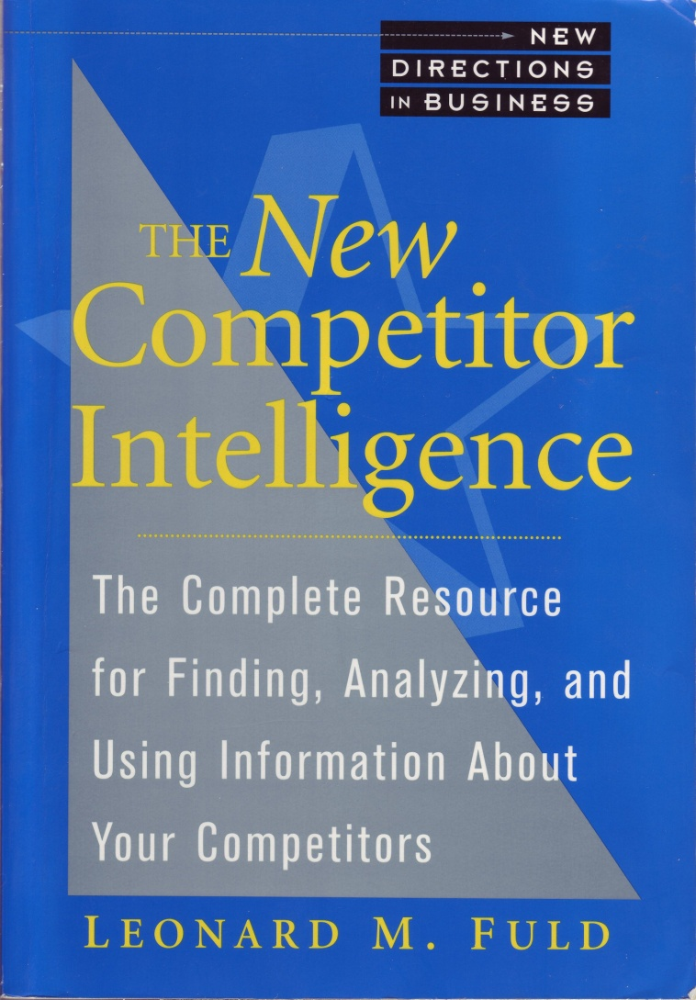 NEW
DIRECTIONS
IN BUSINESS
THE New
Competitor
Intelligence
The Complete Resource
for Finding, Analyzing, and
Using Information About
Your Competitors
LEONARD M. FULD